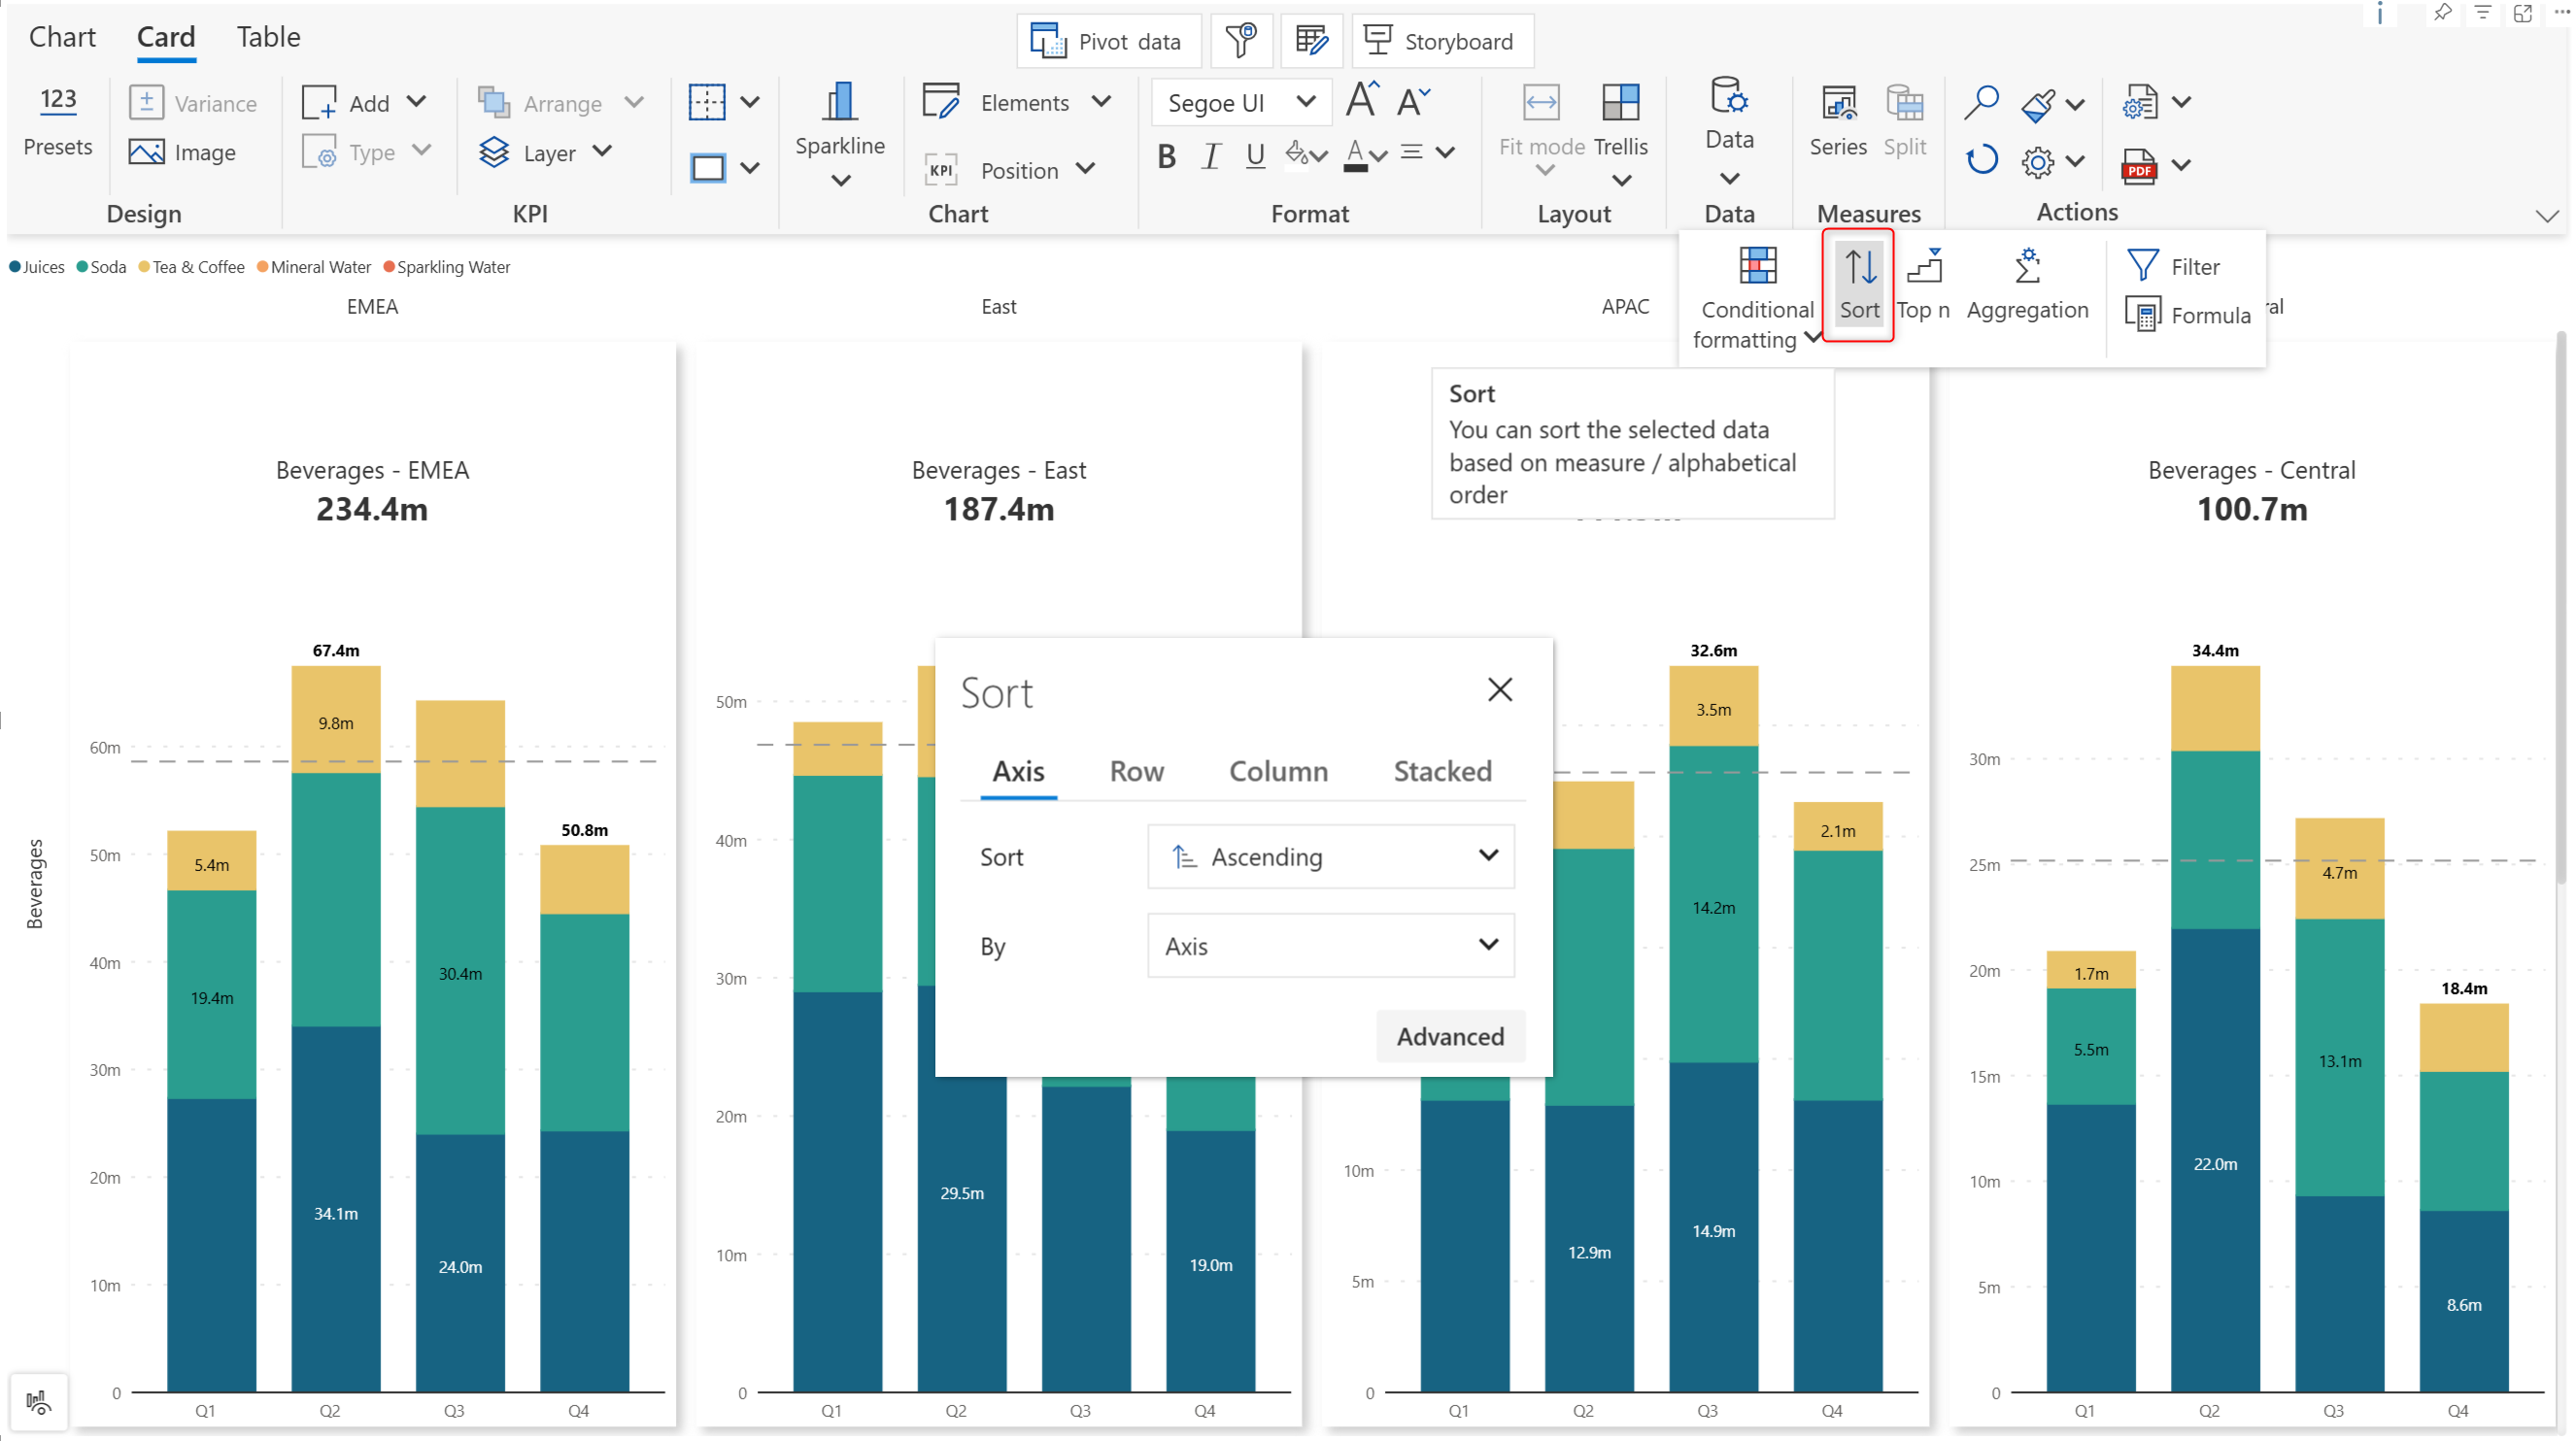 Chart
Card
Table
Pivot data
Storyboard
i
123
Presets
Variance
Image
Design
Add
Type
Arrange
Layer
KPI
Sparkline
Elements
KPI
Position
Chart
Segoe UI
A
A
B
I
U
A
Format
Fit mode
Trellis
Layout
Data
Data
Series
Split
Measures
PDF
Actions
Conditional
formatting
Sort
Top n
Aggregation
Filter
Formula
Sort
You can sort the selected data
based on measure / alphabetical
order
Juices
Soda
Tea & Coffee
Mineral Water
Sparkling Water
EMEA
East
APAC
ral
Beverages
Beverages - EMEA
234.4m
60m
50m
40m
30m
20m
10m
0
5.4m
19.4m
67.4m
9.8m
34.1m
30.4m
24.0m
50.8m
Q1
Q2
Q3
Q4
Beverages - East
187.4m
50m
40m
30m
20m
10m
0
29.5m
19.0m
Q1
Q2
Q3
Q4
Sort
Axis
Row
Column
Stacked
Sort
Ascending
By
Axis
Advanced
10m
5m
0
12.9m
32.6m
3.5m
14.2m
14.9m
2.1m
Q1
Q2
Q3
Q4
Beverages - Central
100.7m
30m
25m
20m
15m
10m
5m
0
1.7m
5.5m
34.4m
22.0m
4.7m
13.1m
18.4m
8.6m
Q1
Q2
Q3
Q4